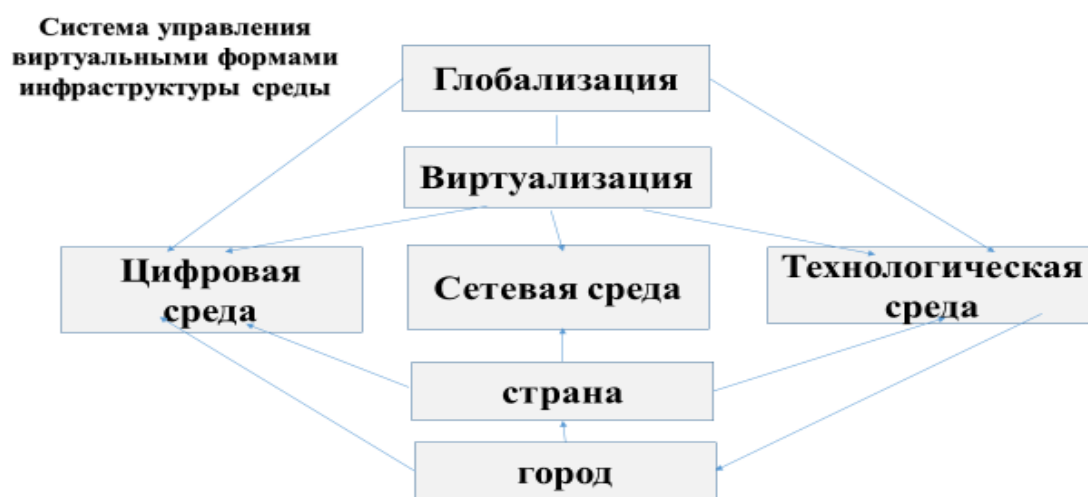 Система управления
виртуальными формами
инфраструктуры среды
Глобализация
Виртуализация
Цифровая
среда
Сетевая среда
Технологическая
среда
страна
город